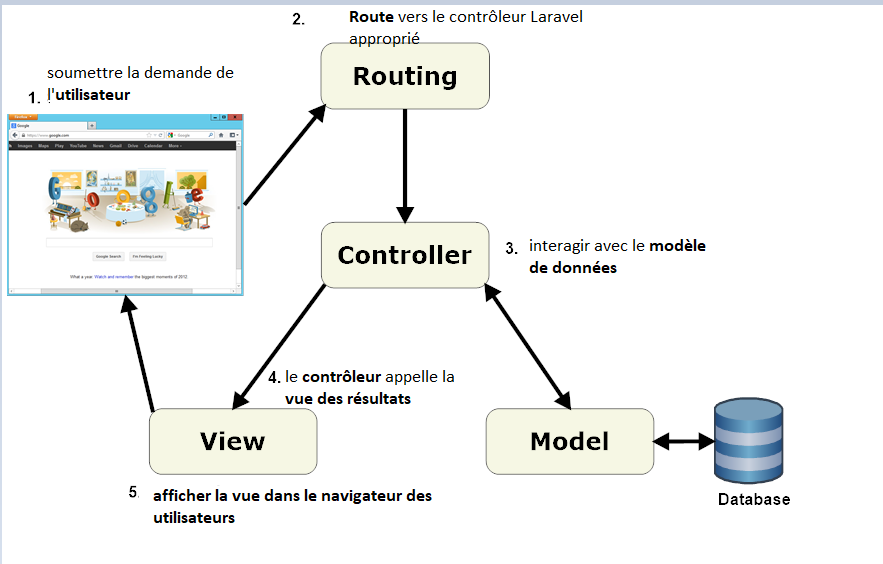 2.
Route vers le contrôleur Laravel
approprié
Routing
soumettre la demande de
1. l'utilisateur
Google
https://www.google.com
Google
Images Maps Play YouTube News Gmail Drive Calendar More
Google
Google Search I'm Feeling Lucky
What a year. Watch and remember the biggest moments of 2012
Controller
3. interagir avec le modèle
de données
4. le contrôleur appelle la
vue des résultats
View
Model
Database
5. afficher la vue dans le navigateur des
utilisateurs